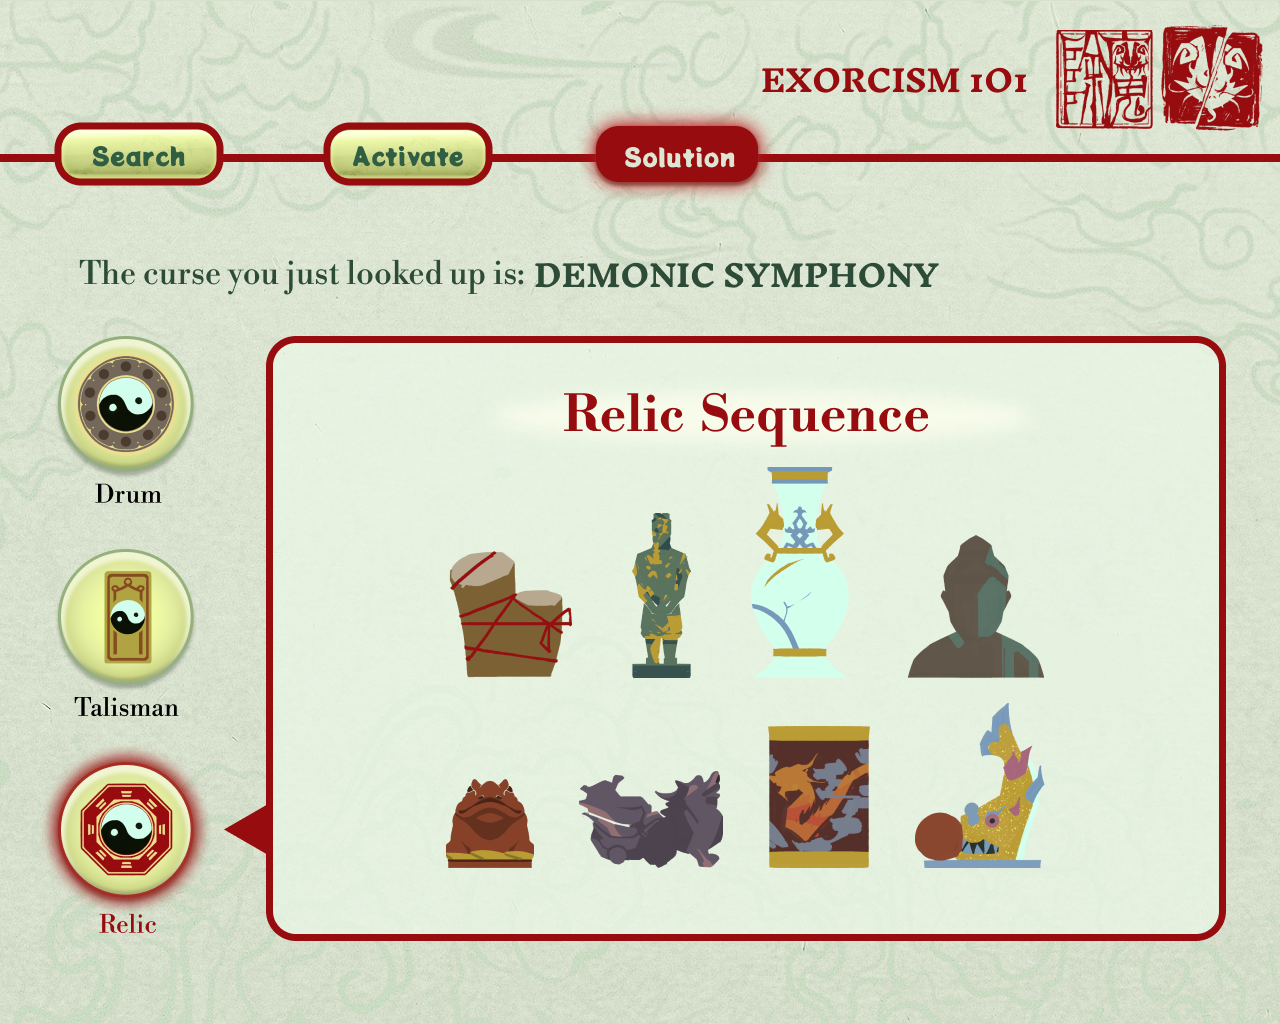 EXORCISM 101
Search
Activate
Solution
The curse you just looked up is: DEMONIC SYMPHONY
Relic Sequence
Drum
Talisman
Relic